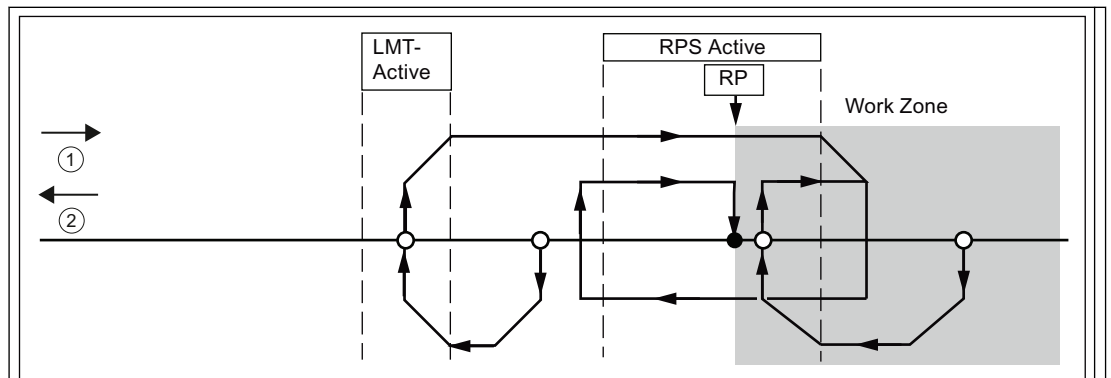 LMT-
Active
RPS Active
RP
Work Zone
1
2